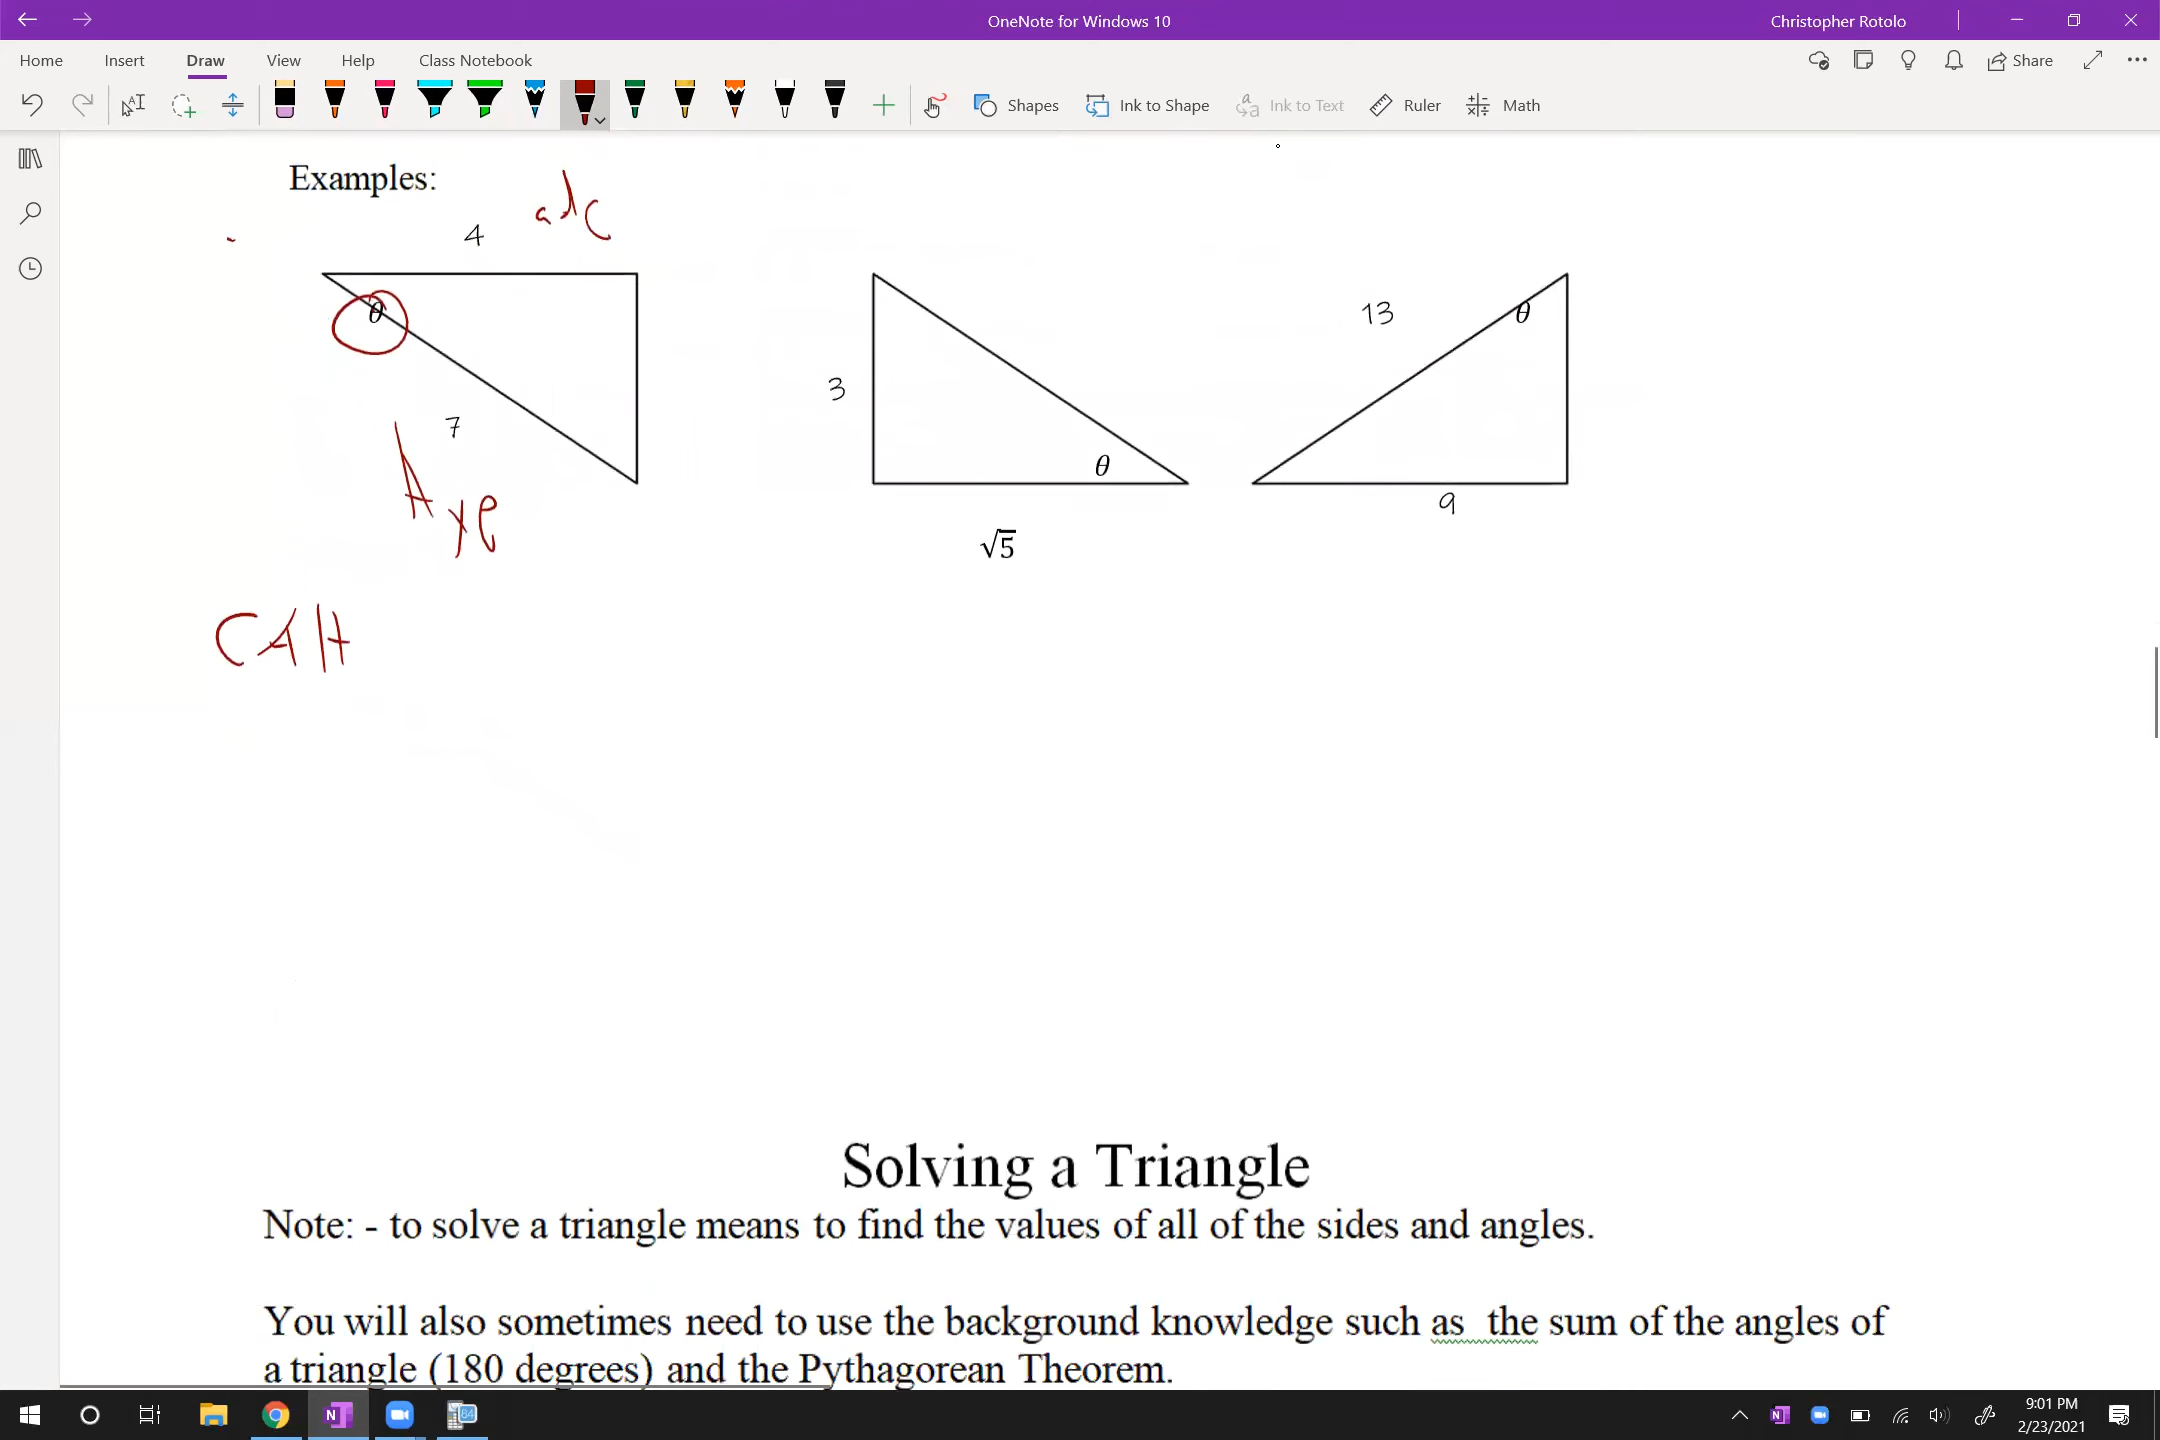 OneNote for Windows 10
Christopher Rotolo
Home Insert Draw View Help Class Notebook
Share
Shapes Ink to Shape Ink to Text Ruler Math
Examples:
adc
4
θ
7
3
θ
√5
13
θ
9
CAH
Solving a Triangle
Note: - to solve a triangle means to find the values of all of the sides and angles.
You will also sometimes need to use the background knowledge such as the sum of the angles of
a triangle (180 degrees) and the Pythagorean Theorem.
9:01 PM
2/23/2021